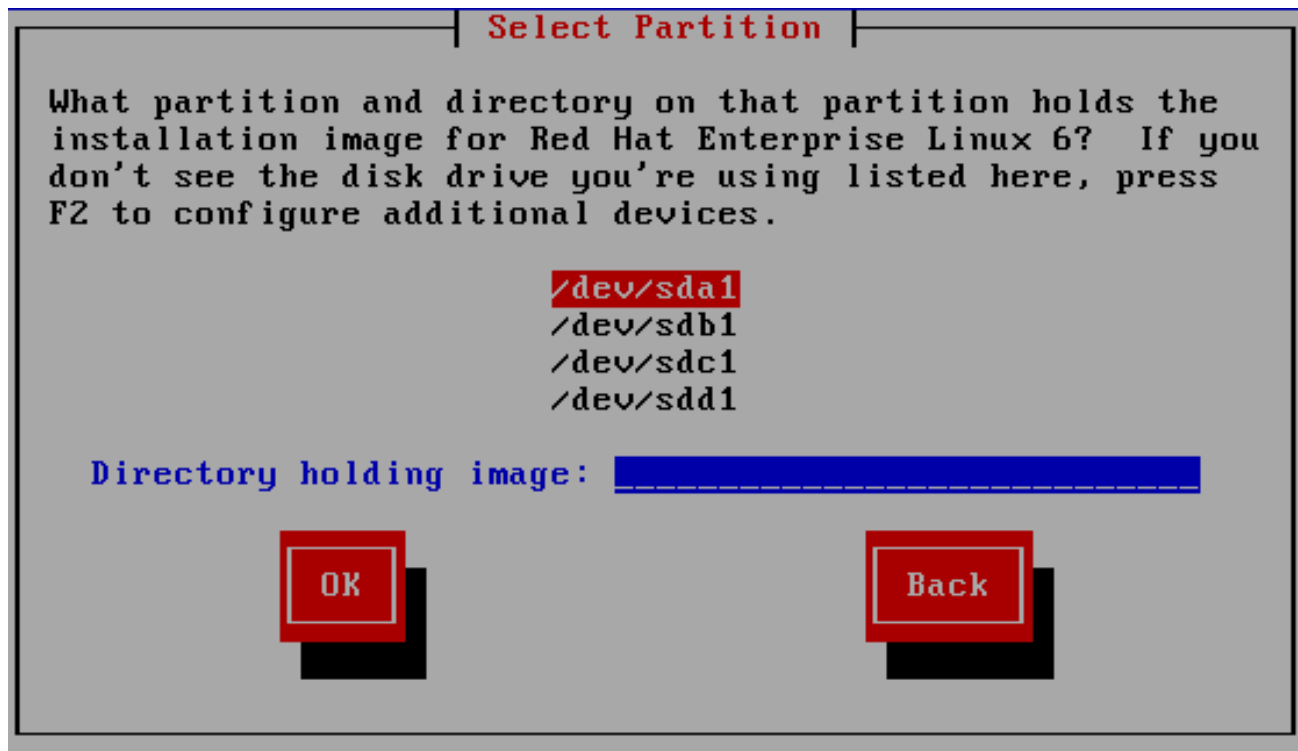 Select Partition
What partition and directory on that partition holds the
installation image for Red Hat Enterprise Linux 6?  If you
don't see the disk drive you're using listed here, press
F2 to configure additional devices.
/dev/sda1
/dev/sdb1
/dev/sdc1
/dev/sdd1
Directory holding image: ____________________________
OK Back